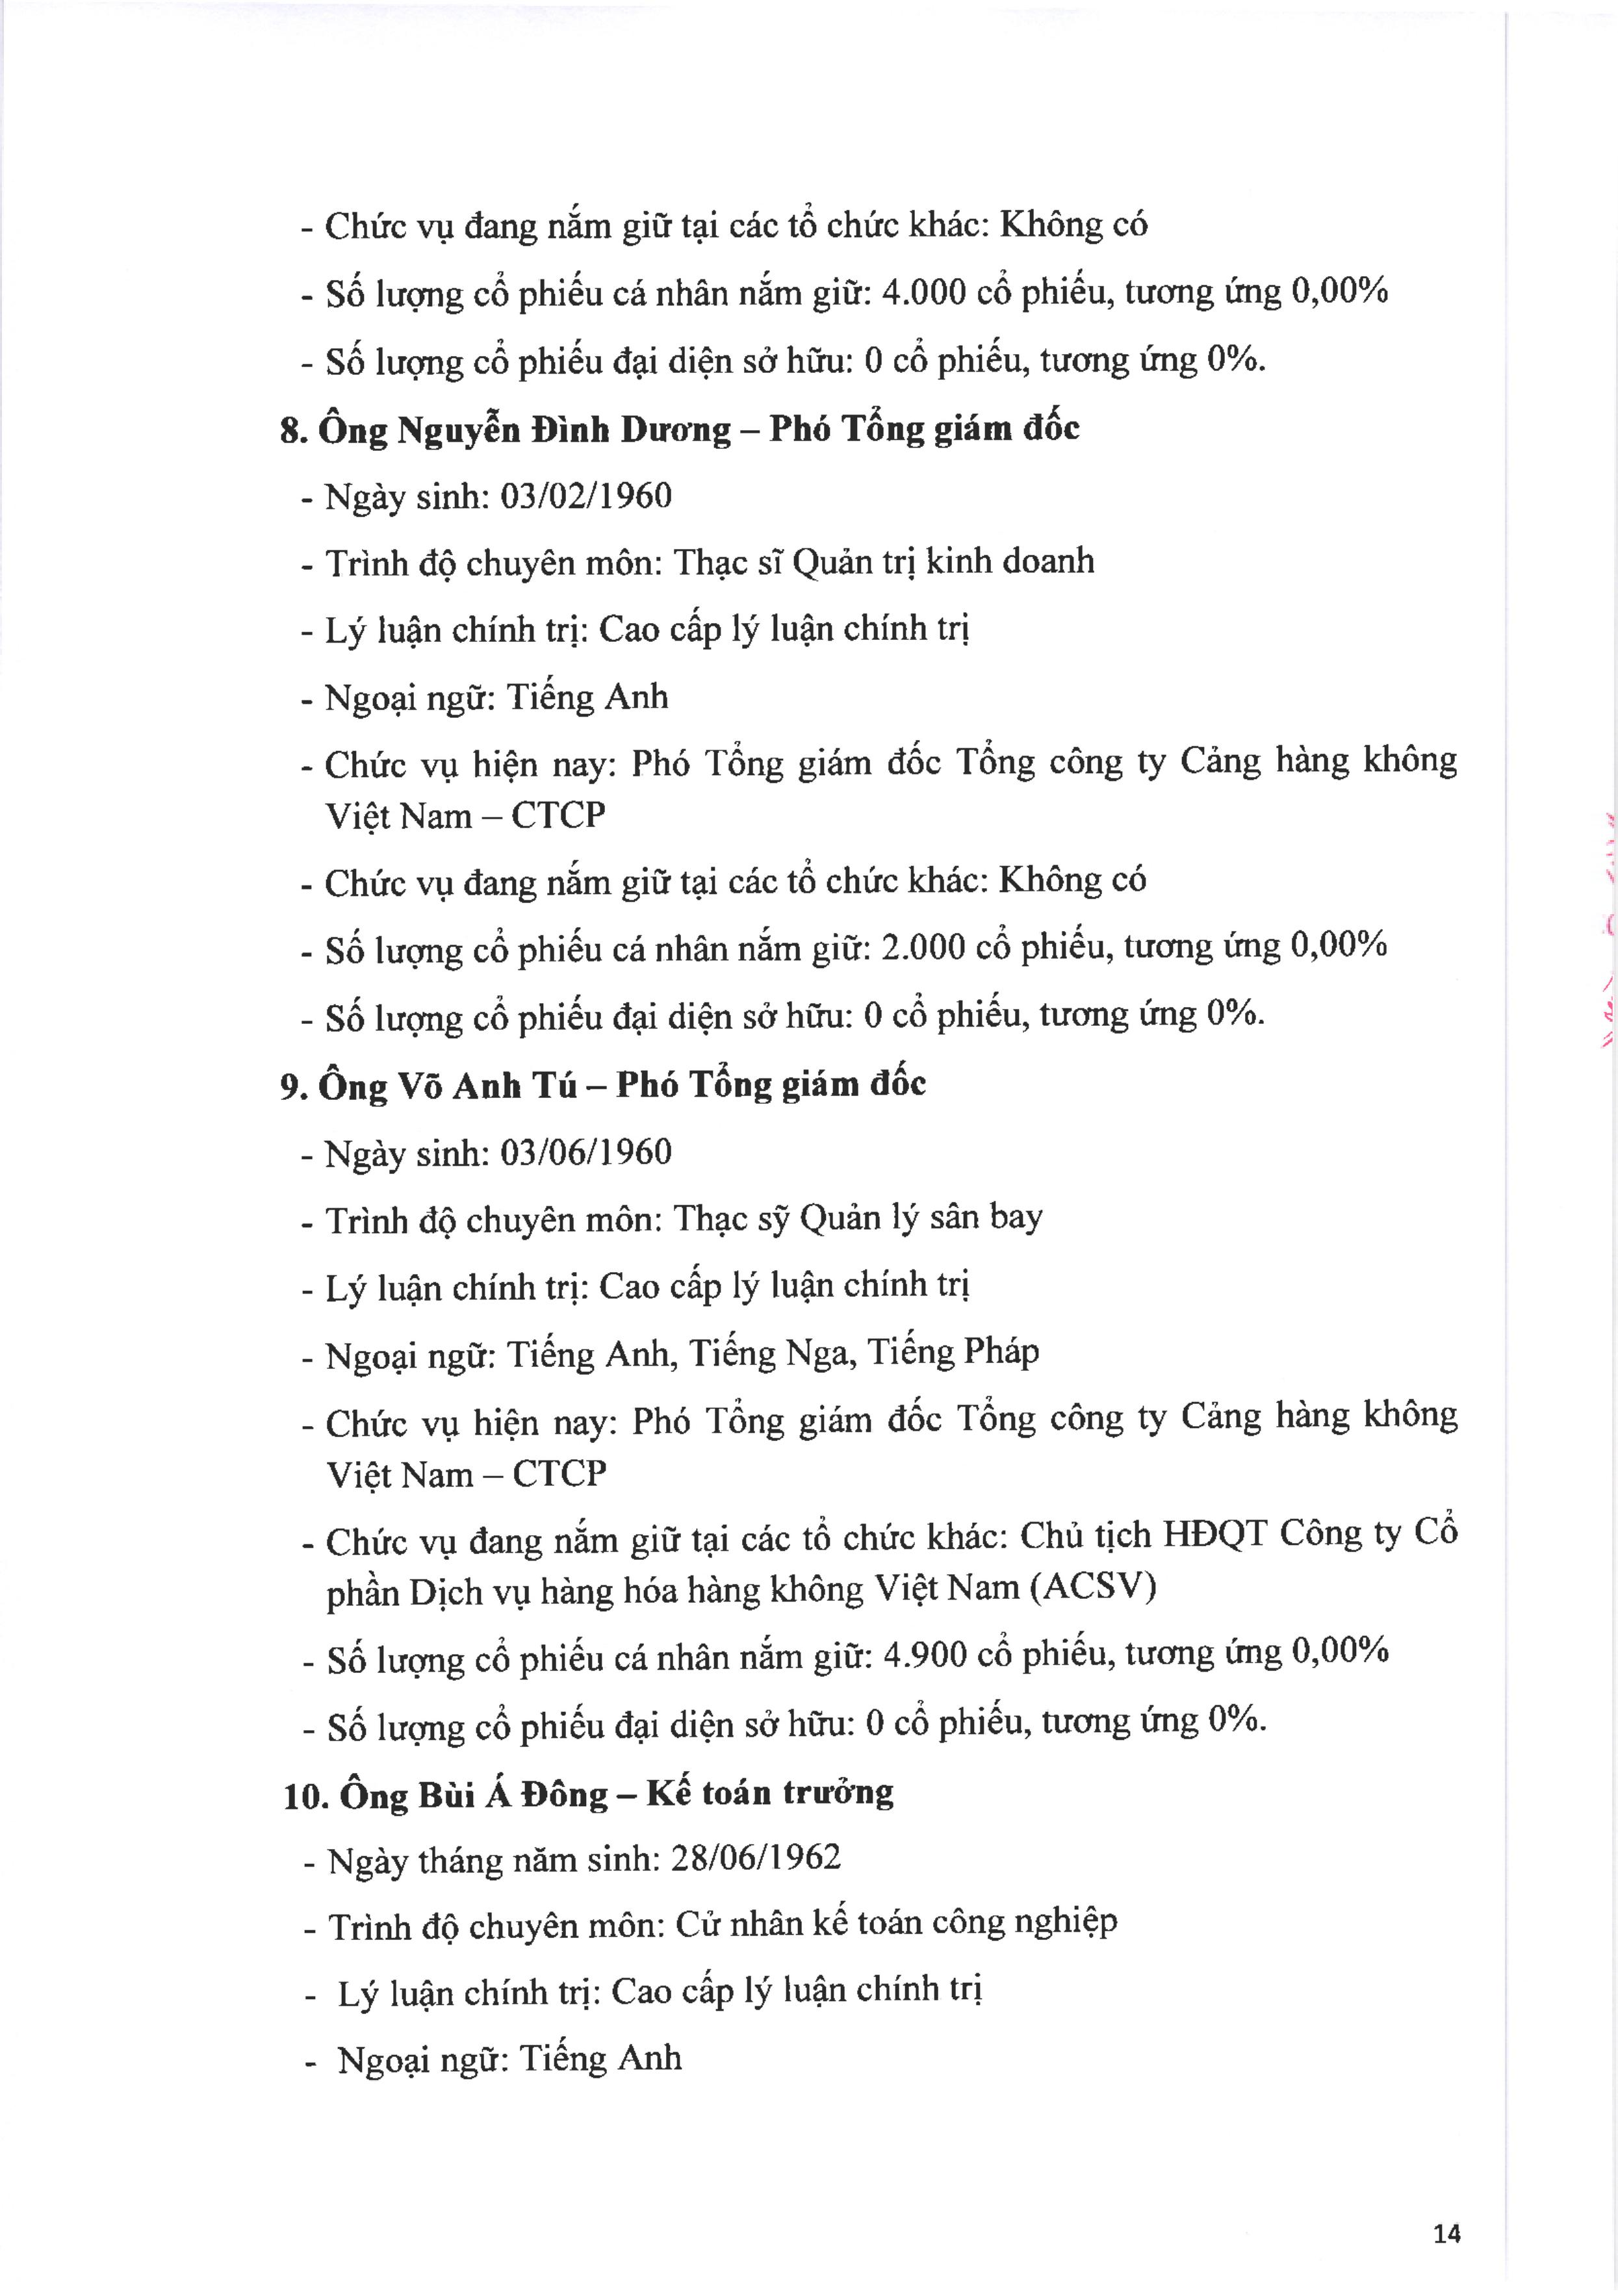 - Chức vụ đang nắm giữ tại các tổ chức khác: Không có
- Số lượng cổ phiếu cá nhân nắm giữ: 4.000 cổ phiếu, tương ứng 0,00%
- Số lượng cổ phiếu đại diện sở hữu: 0 cổ phiếu, tương ứng 0%.
8. Ông Nguyễn Đình Dương – Phó Tổng giám đốc
- Ngày sinh: 03/02/1960
- Trình độ chuyên môn: Thạc sĩ Quản trị kinh doanh
- Lý luận chính trị: Cao cấp lý luận chính trị
- Ngoại ngữ: Tiếng Anh
- Chức vụ hiện nay: Phó Tổng giám đốc Tổng công ty Cảng hàng không
Việt Nam – CTCP
- Chức vụ đang nắm giữ tại các tổ chức khác: Không có
- Số lượng cổ phiếu cá nhân nắm giữ: 2.000 cổ phiếu, tương ứng 0,00%
- Số lượng cổ phiếu đại diện sở hữu: 0 cổ phiếu, tương ứng 0%.
9. Ông Võ Anh Tú – Phó Tổng giám đốc
- Ngày sinh: 03/06/1960
- Trình độ chuyên môn: Thạc sỹ Quản lý sân bay
- Lý luận chính trị: Cao cấp lý luận chính trị
- Ngoại ngữ: Tiếng Anh, Tiếng Nga, Tiếng Pháp
- Chức vụ hiện nay: Phó Tổng giám đốc Tổng công ty Cảng hàng không
Việt Nam – CTCP
- Chức vụ đang nắm giữ tại các tổ chức khác: Chủ tịch HĐQT Công ty Cổ
phần Dịch vụ hàng hóa hàng không Việt Nam (ACSV)
- Số lượng cổ phiếu cá nhân nắm giữ: 4.900 cổ phiếu, tương ứng 0,00%
- Số lượng cổ phiếu đại diện sở hữu: 0 cổ phiếu, tương ứng 0%.
10. Ông Bùi Á Đông – Kế toán trưởng
- Ngày tháng năm sinh: 28/06/1962
- Trình độ chuyên môn: Cử nhân kế toán công nghiệp
- Lý luận chính trị: Cao cấp lý luận chính trị
- Ngoại ngữ: Tiếng Anh
14